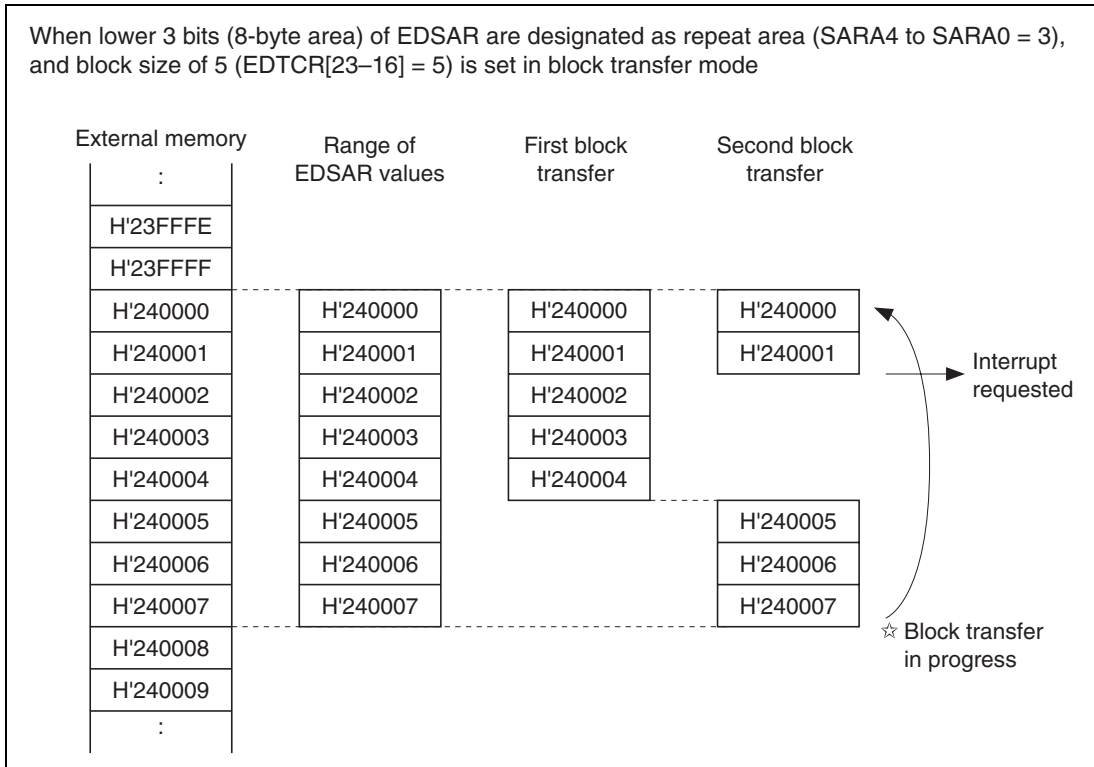 When lower 3 bits (8-byte area) of EDSAR are designated as repeat area (SARA4 to SARA0 = 3),
and block size of 5 (EDTCR[23–16] = 5) is set in block transfer mode
External memory
:
H'23FFFE
H'23FFFF
H'240000
H'240001
H'240002
H'240003
H'240004
H'240005
H'240006
H'240007
H'240008
H'240009
:
Range of
EDSAR values
H'240000
H'240001
H'240002
H'240003
H'240004
H'240005
H'240006
H'240007
First block
transfer
H'240000
H'240001
H'240002
H'240003
H'240004
Second block
transfer
H'240000
H'240001
H'240005
H'240006
H'240007
Interrupt
requested
☆ Block transfer
in progress